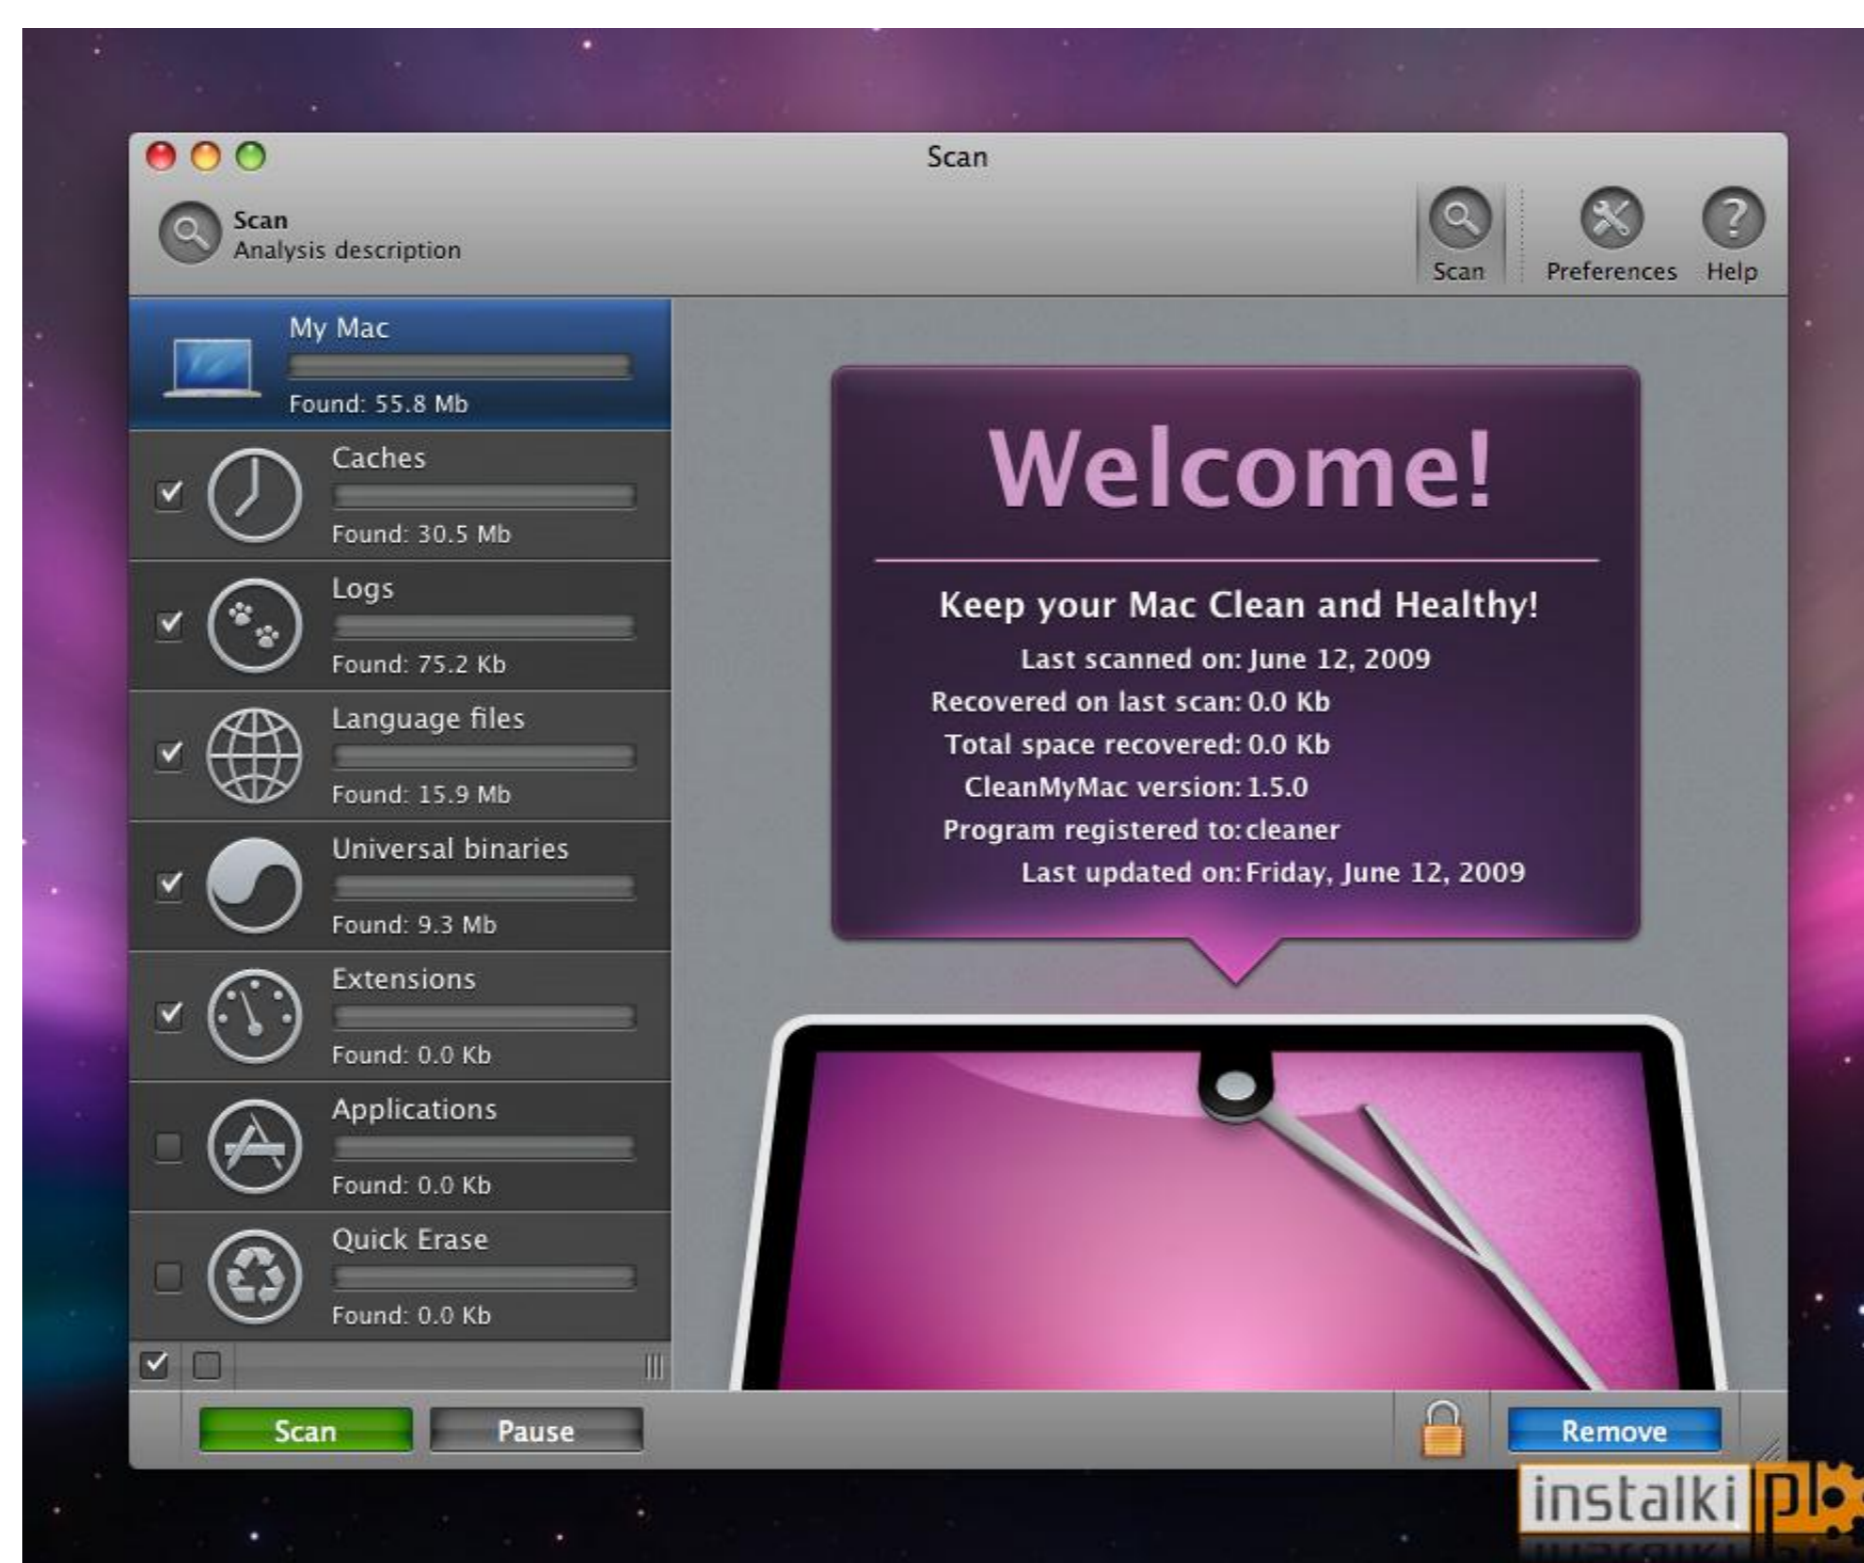 Scan
Scan
Analysis description
Scan
Preferences
Help
My Mac
Found: 55.8 Mb
Caches
Found: 30.5 Mb
Logs
Found: 75.2 Kb
Language files
Found: 15.9 Mb
Universal binaries
Found: 9.3 Mb
Extensions
Found: 0.0 Kb
Applications
Found: 0.0 Kb
Quick Erase
Found: 0.0 Kb
Welcome!
Keep your Mac Clean and Healthy!
Last scanned on: June 12, 2009
Recovered on last scan: 0.0 Kb
Total space recovered: 0.0 Kb
CleanMyMac version: 1.5.0
Program registered to: cleaner
Last updated on: Friday, June 12, 2009
Scan
Pause
Remove
instalki pl